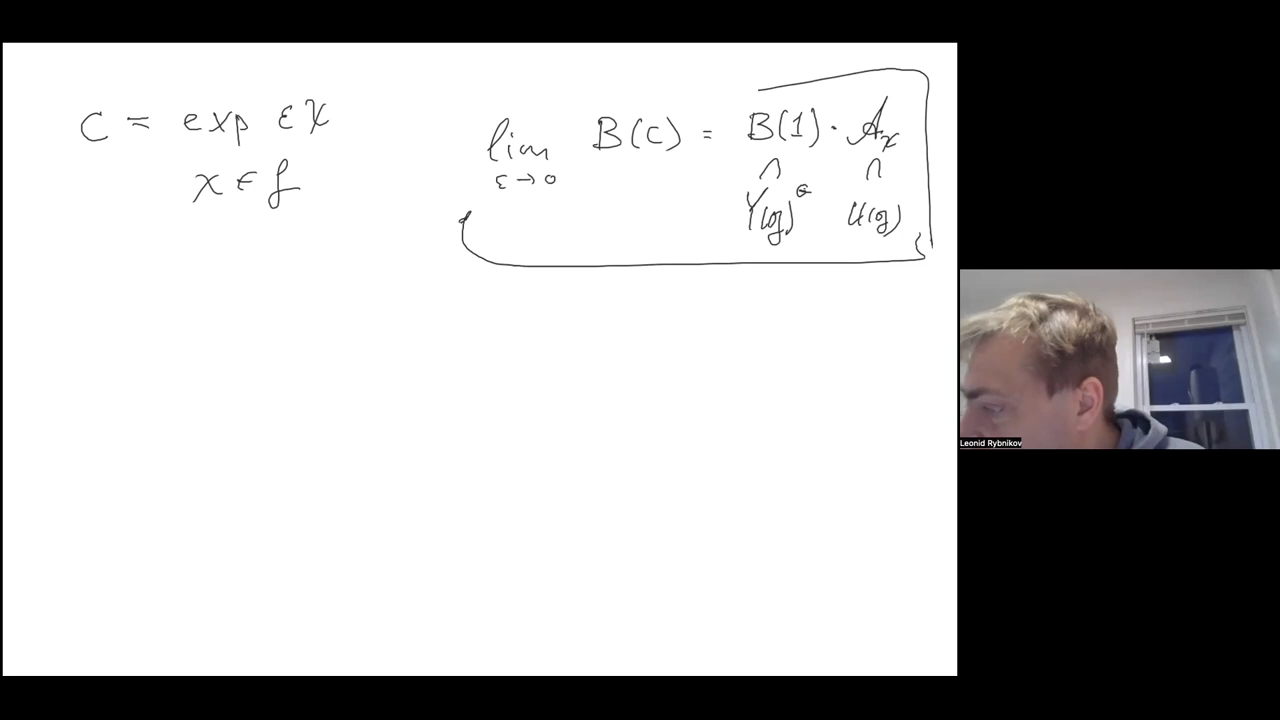 C = exp εχ
χ ∈ 𝔥
lim B(C) = B(1) · 𝒜_χ
ε → 0
∩ ∩
Y(𝔤)^𝔤 U(𝔤)
Leonid Rybnikov